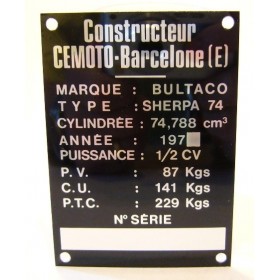 Constructeur
CEMOTO-Barcelone (E)
MARQUE : BULTACO
TYPE : SHERPA 74
CYLINDRÉE : 74,788 cm³
ANNÉE : 197
PUISSANCE : 1/2 CV
P.V. : 87 Kgs
C.U. : 141 Kgs
P.T.C. : 229 Kgs
N° SÉRIE